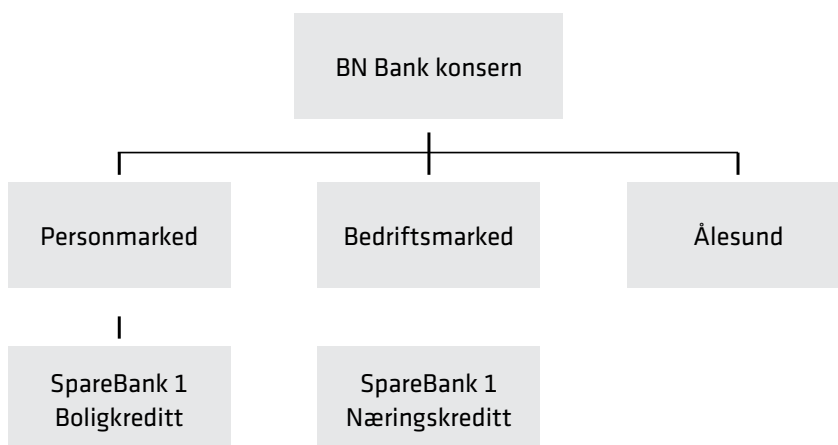 BN Bank konsern
Personmarked
Bedriftsmarked
Ålesund
SpareBank 1
Boligkreditt
SpareBank 1
Næringskreditt